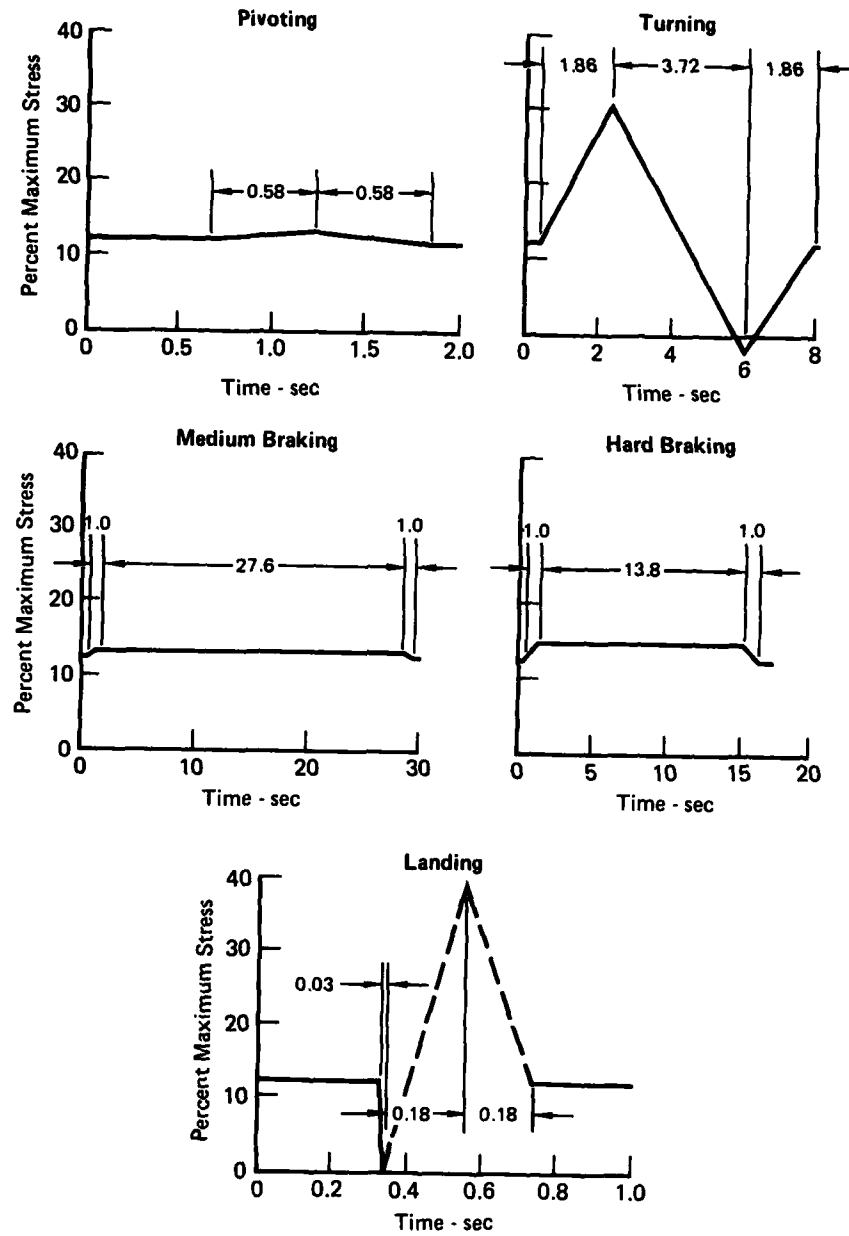 Pivoting
Percent Maximum Stress
40
30
20
10
0
0.58
0.58
0 0.5 1.0 1.5 2.0
Time - sec
Turning
1.86 3.72 1.86
0 2 4 6 8
Time - sec
Medium Braking
Percent Maximum Stress
40
30
20
10
0
1.0 1.0
27.6
0 10 20 30
Time - sec
Hard Braking
1.0 1.0
13.8
0 5 10 15 20
Time - sec
Landing
Percent Maximum Stress
40
30
20
10
0
0.03
0.18 0.18
0 0.2 0.4 0.6 0.8 1.0
Time - sec